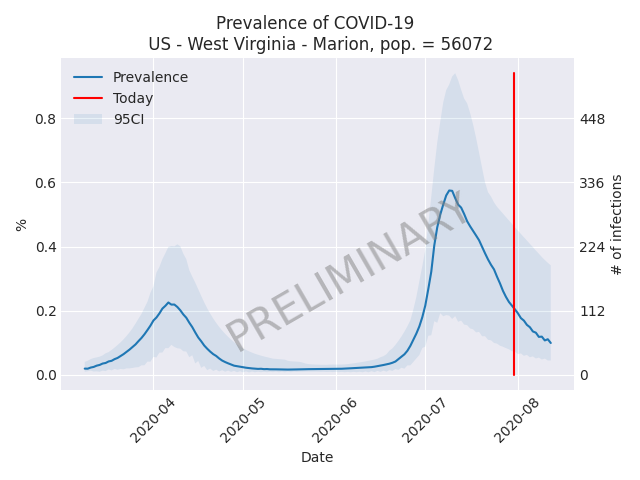 Prevalence of COVID-19
US - West Virginia - Marion, pop. = 56072
Prevalence
Today
95CI
0.8
0.6
0.4
0.2
0.0
%
448
336
224
112
0
# of infections
PRELIMINARY
2020-04
2020-05
2020-06
2020-07
2020-08
Date